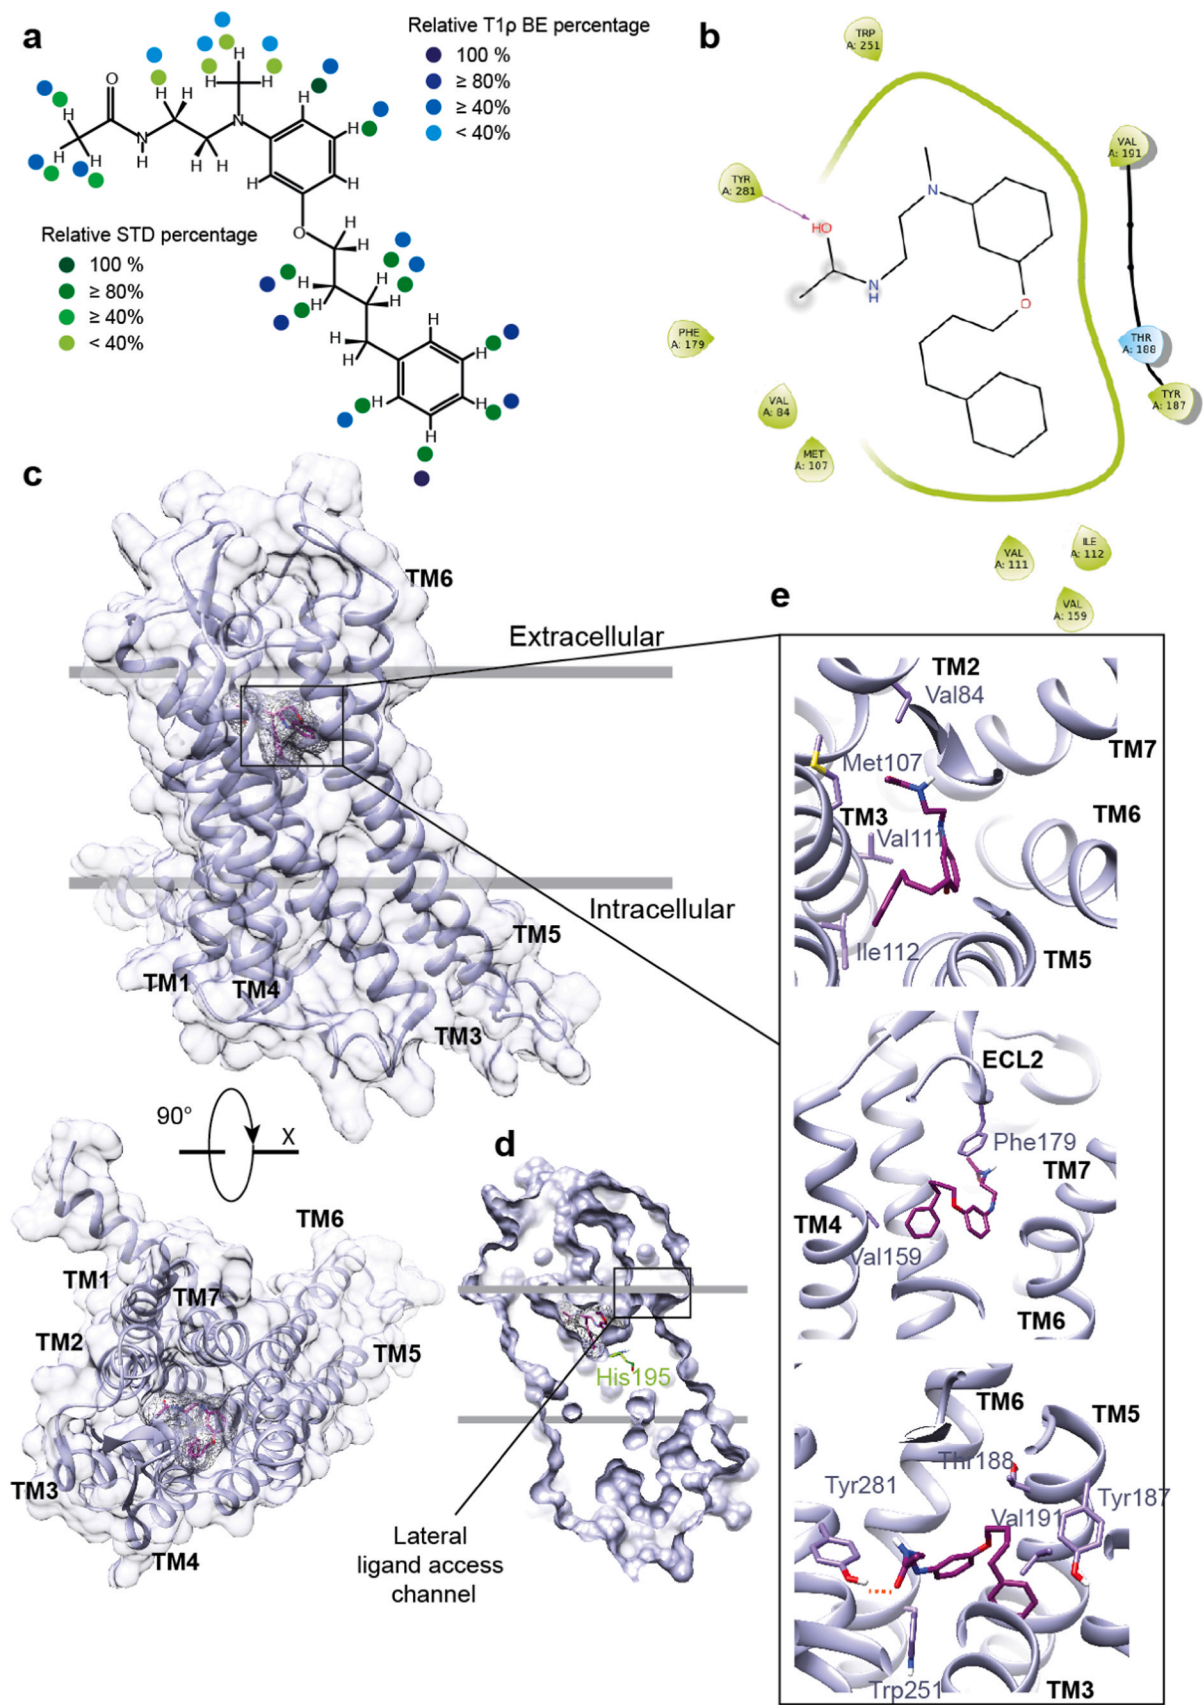 a
Relative T1ρ BE percentage
100 %
≥ 80%
≥ 40%
< 40%
H
H
H
H
H
O
H
H
N
H
H
N
H
H
H
H
H
H
H
H
H
Relative STD percentage
100 %
≥ 80%
≥ 40%
< 40%
O
H
H
H
H
H
H
H
H
H
H
H
H
H
b
TRP
A: 251
VAL
A: 191
TYR
A: 281
HO
N
N
H
O
PHE
A: 179
THR
A: 188
TYR
A: 187
VAL
A: 84
MET
A: 107
VAL
A: 111
ILE
A: 112
VAL
A: 159
c
TM6
Extracellular
Intracellular
TM5
TM1
TM4
TM3
90°
X
TM6
TM1
TM7
TM2
TM5
TM3
TM4
d
His195
Lateral
ligand access
channel
e
TM2
Val84
TM7
Met107
TM3
TM6
Val111
Ile112
TM5
ECL2
Phe179
TM7
TM4
Val159
TM6
TM6
TM5
Thr188
Tyr281
Tyr187
Val191
Trp251
TM3